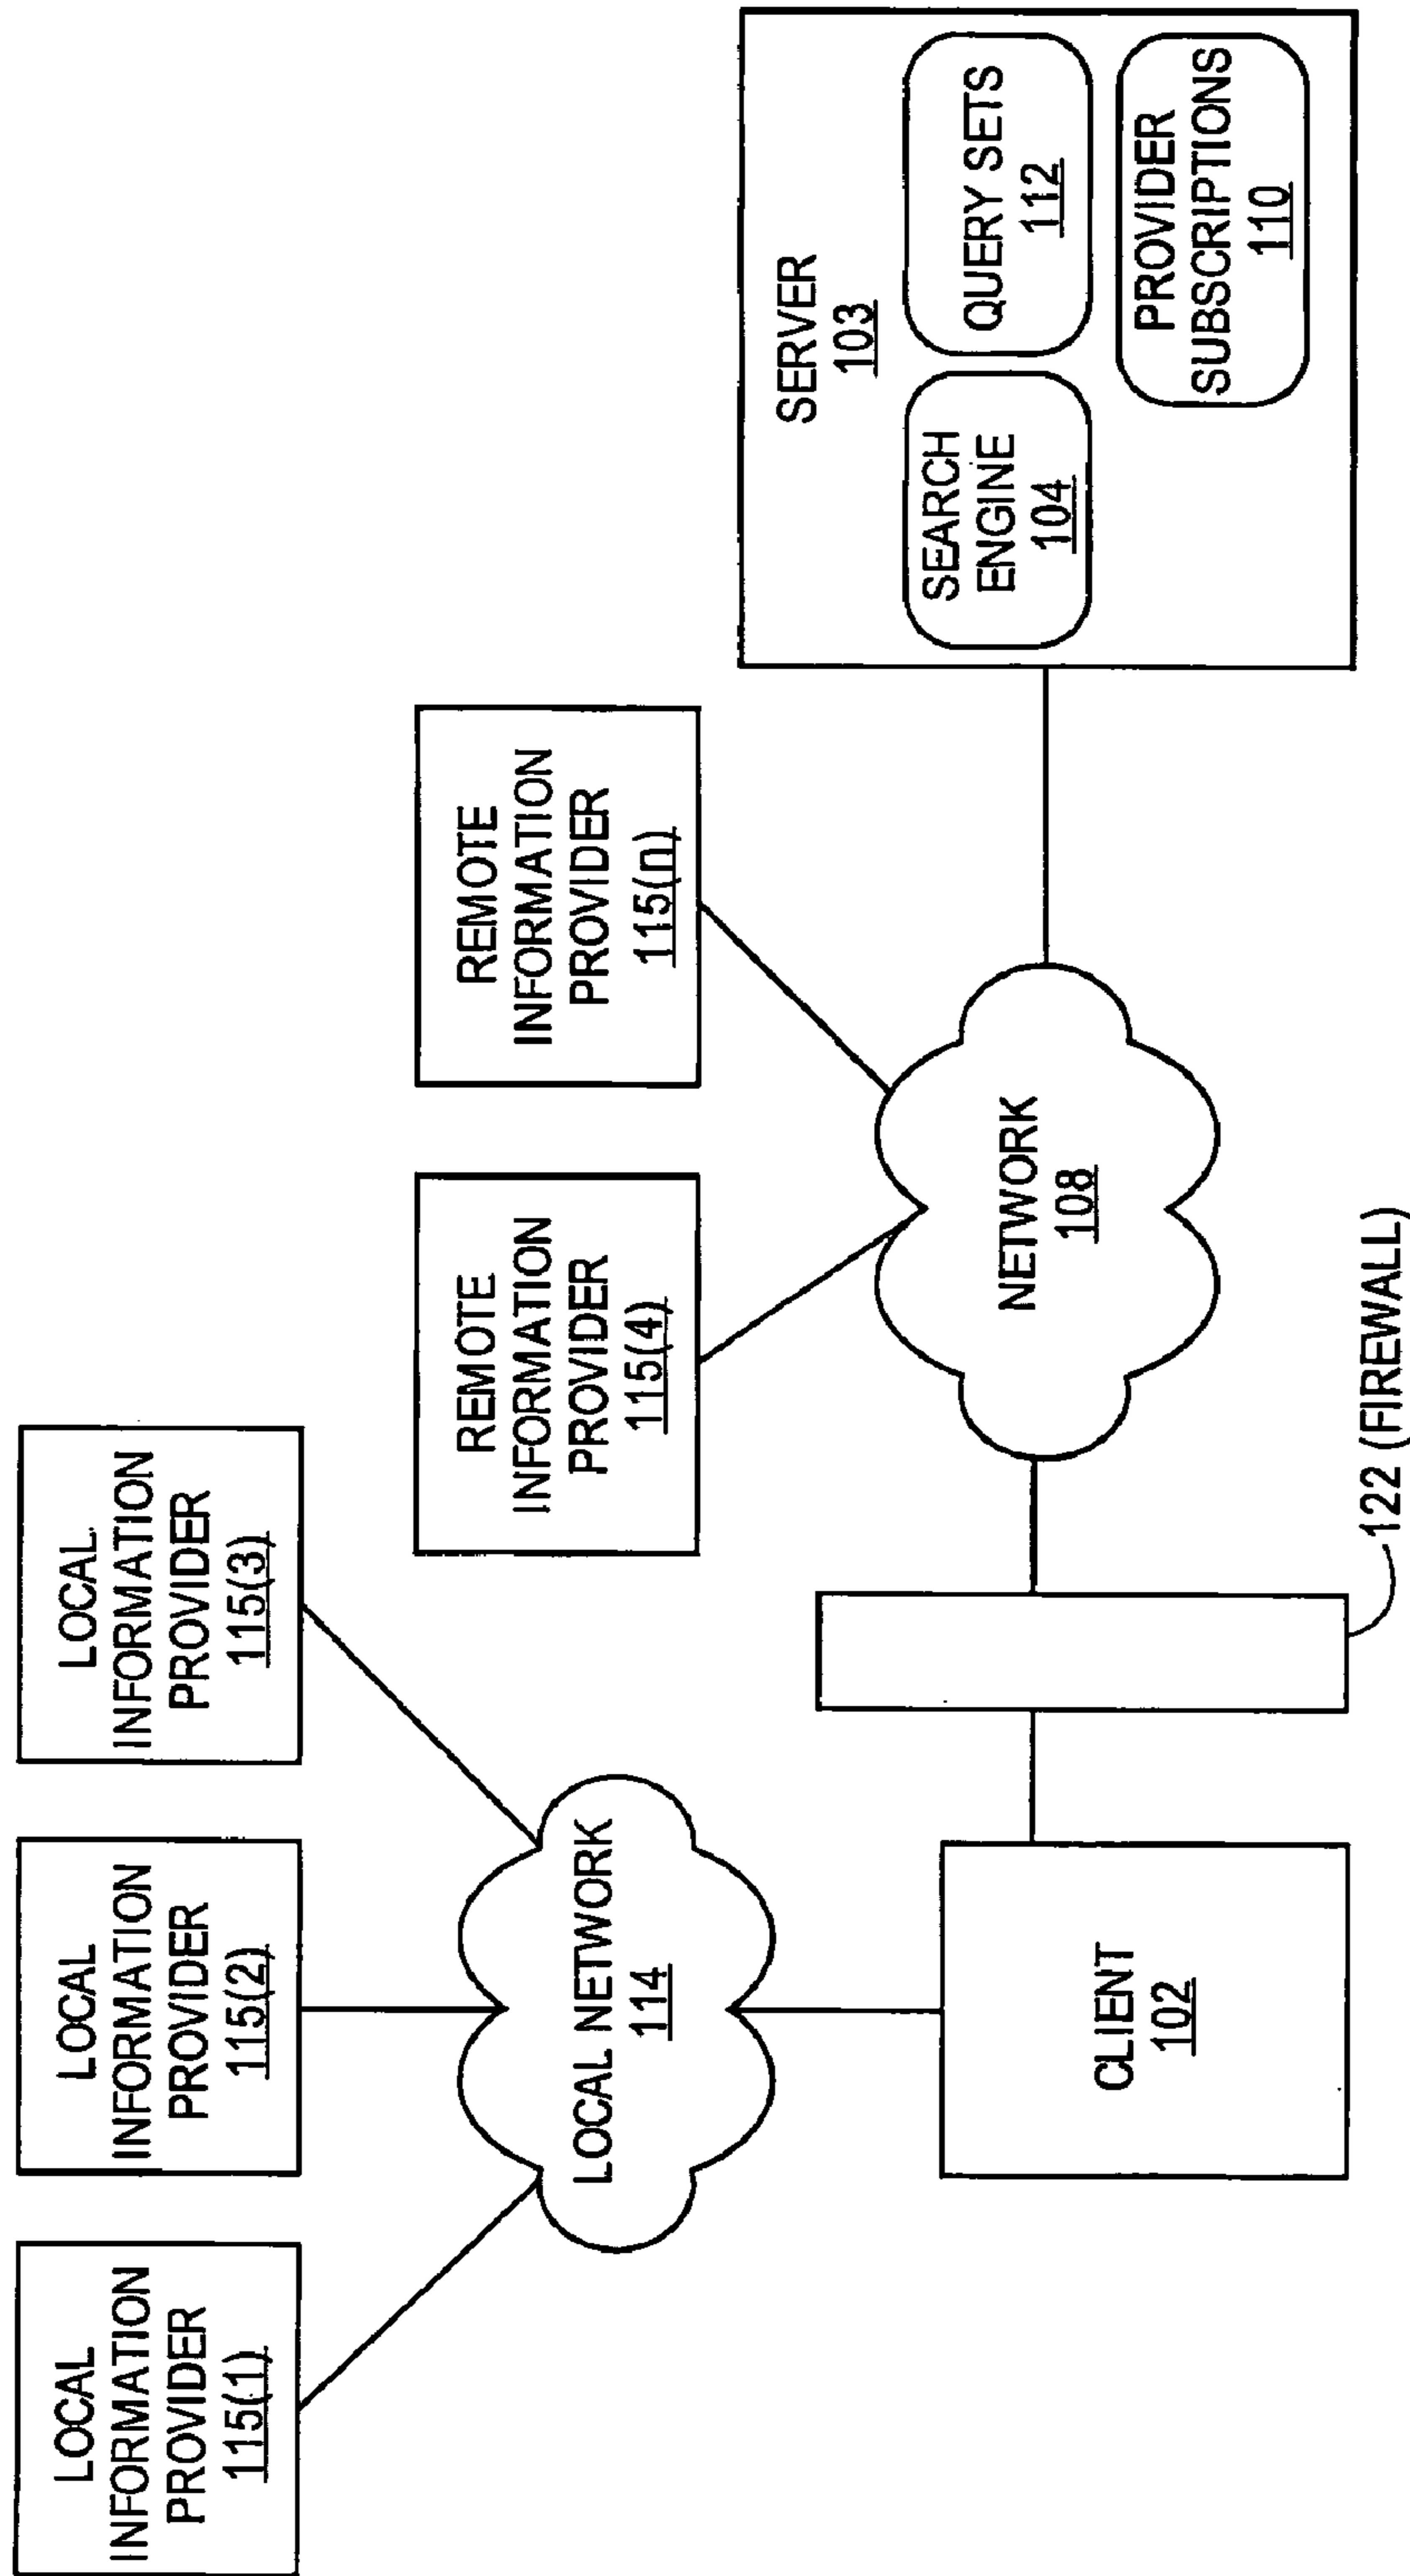 LOCAL
INFORMATION
PROVIDER
115(1)
LOCAL
INFORMATION
PROVIDER
115(2)
LOCAL
INFORMATION
PROVIDER
115(3)
LOCAL NETWORK
114
CLIENT
102
122 (FIREWALL)
REMOTE
INFORMATION
PROVIDER
115(4)
REMOTE
INFORMATION
PROVIDER
115(n)
NETWORK
108
SERVER
103
SEARCH
ENGINE
104
QUERY SETS
112
PROVIDER
SUBSCRIPTIONS
110